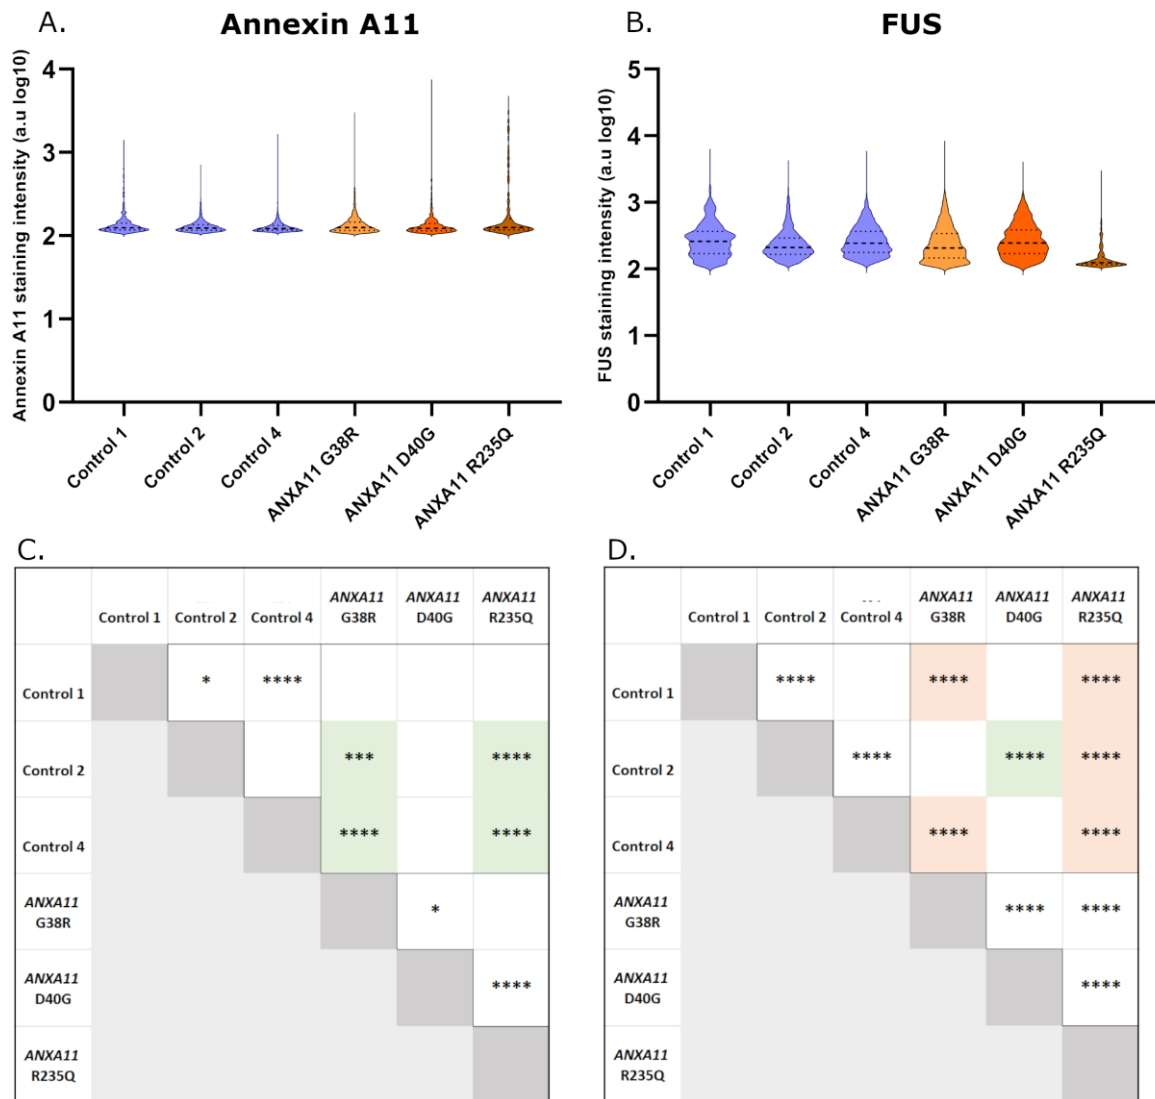 A.
Annexin A11
Annexin A11 staining intensity (a.u log10)
4
3
2
1
0
Control 1
Control 2
Control 4
ANXA11 G38R
ANXA11 D40G
ANXA11 R235Q
B.
FUS
FUS staining intensity (a.u log10)
5
4
3
2
1
0
Control 1
Control 2
Control 4
ANXA11 G38R
ANXA11 D40G
ANXA11 R235Q
C.
Control 1 Control 2 Control 4 ANXA11 G38R ANXA11 D40G ANXA11 R235Q
Control 1 * ****
Control 2 *** ****
Control 4 **** ****
ANXA11 G38R *
ANXA11 D40G ****
ANXA11 R235Q
D.
Control 1 Control 2 Control 4 ANXA11 G38R ANXA11 D40G ANXA11 R235Q
Control 1 **** **** ****
Control 2 **** **** ****
Control 4 **** ****
ANXA11 G38R **** ****
ANXA11 D40G ****
ANXA11 R235Q